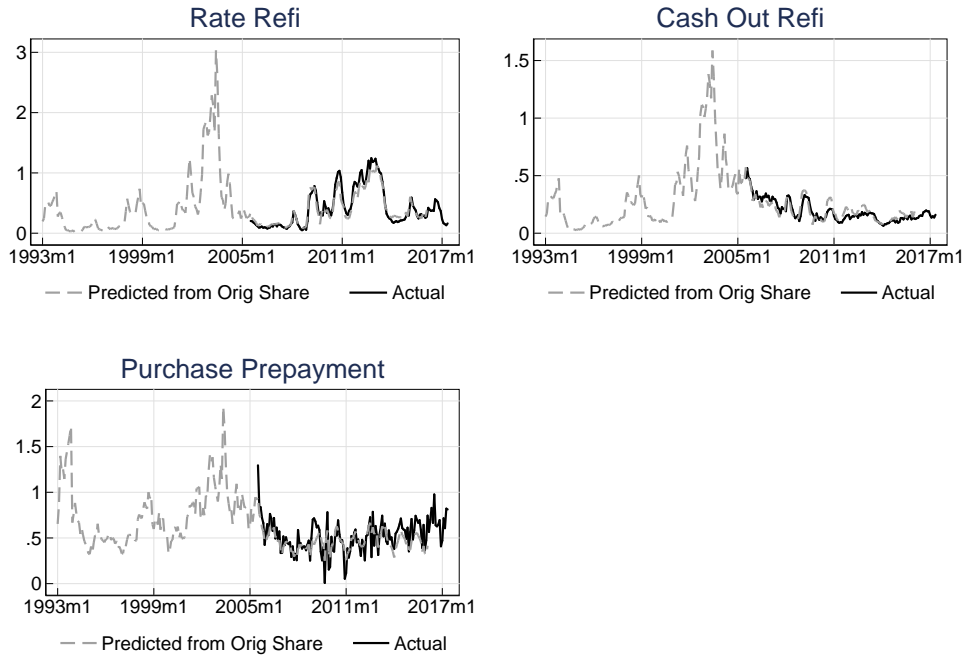 Rate Refi
3
2
1
0
1993m1 1999m1 2005m1 2011m1 2017m1
Predicted from Orig Share Actual
Cash Out Refi
1.5
1
.5
0
1993m1 1999m1 2005m1 2011m1 2017m1
Predicted from Orig Share Actual
Purchase Prepayment
2
1.5
1
.5
0
1993m1 1999m1 2005m1 2011m1 2017m1
Predicted from Orig Share Actual